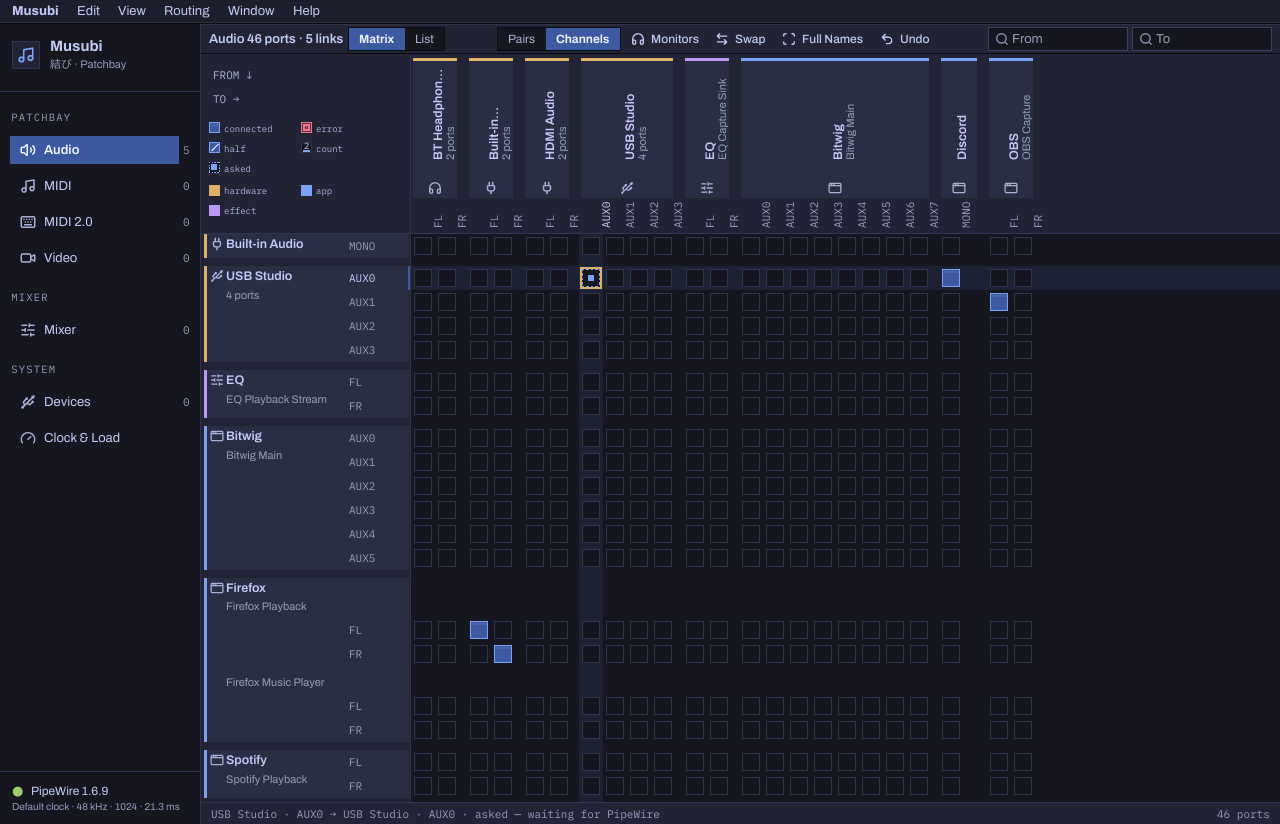 Musubi Edit View Routing Window Help
Musubi
結び · Patchbay
PATCHBAY
Audio 5
MIDI 0
MIDI 2.0 0
Video 0
MIXER
Mixer 0
SYSTEM
Devices 0
Clock & Load
PipeWire 1.6.9
Default clock · 48 kHz · 1024 · 21.3 ms
Audio 46 ports · 5 links Matrix List Pairs Channels Monitors Swap Full Names Undo From To
FROM ↓
TO →
connected error
half 2 count
asked
hardware app
effect
BT Headphon…
2 ports
Built-in…
2 ports
HDMI Audio
2 ports
USB Studio
4 ports
EQ
EQ Capture Sink
Bitwig
Bitwig Main
Discord
OBS
OBS Capture
FL FR FL FR FL FR AUX0 AUX1 AUX2 AUX3 FL FR AUX0 AUX1 AUX2 AUX3 AUX4 AUX5 AUX6 AUX7 MONO FL FR
Built-in Audio MONO
USB Studio AUX0
4 ports AUX1
AUX2
AUX3
EQ FL
EQ Playback Stream FR
Bitwig AUX0
Bitwig Main AUX1
AUX2
AUX3
AUX4
AUX5
Firefox
Firefox Playback
FL
FR
Firefox Music Player
FL
FR
Spotify FL
Spotify Playback FR
USB Studio · AUX0 → USB Studio · AUX0 · asked — waiting for PipeWire 46 ports